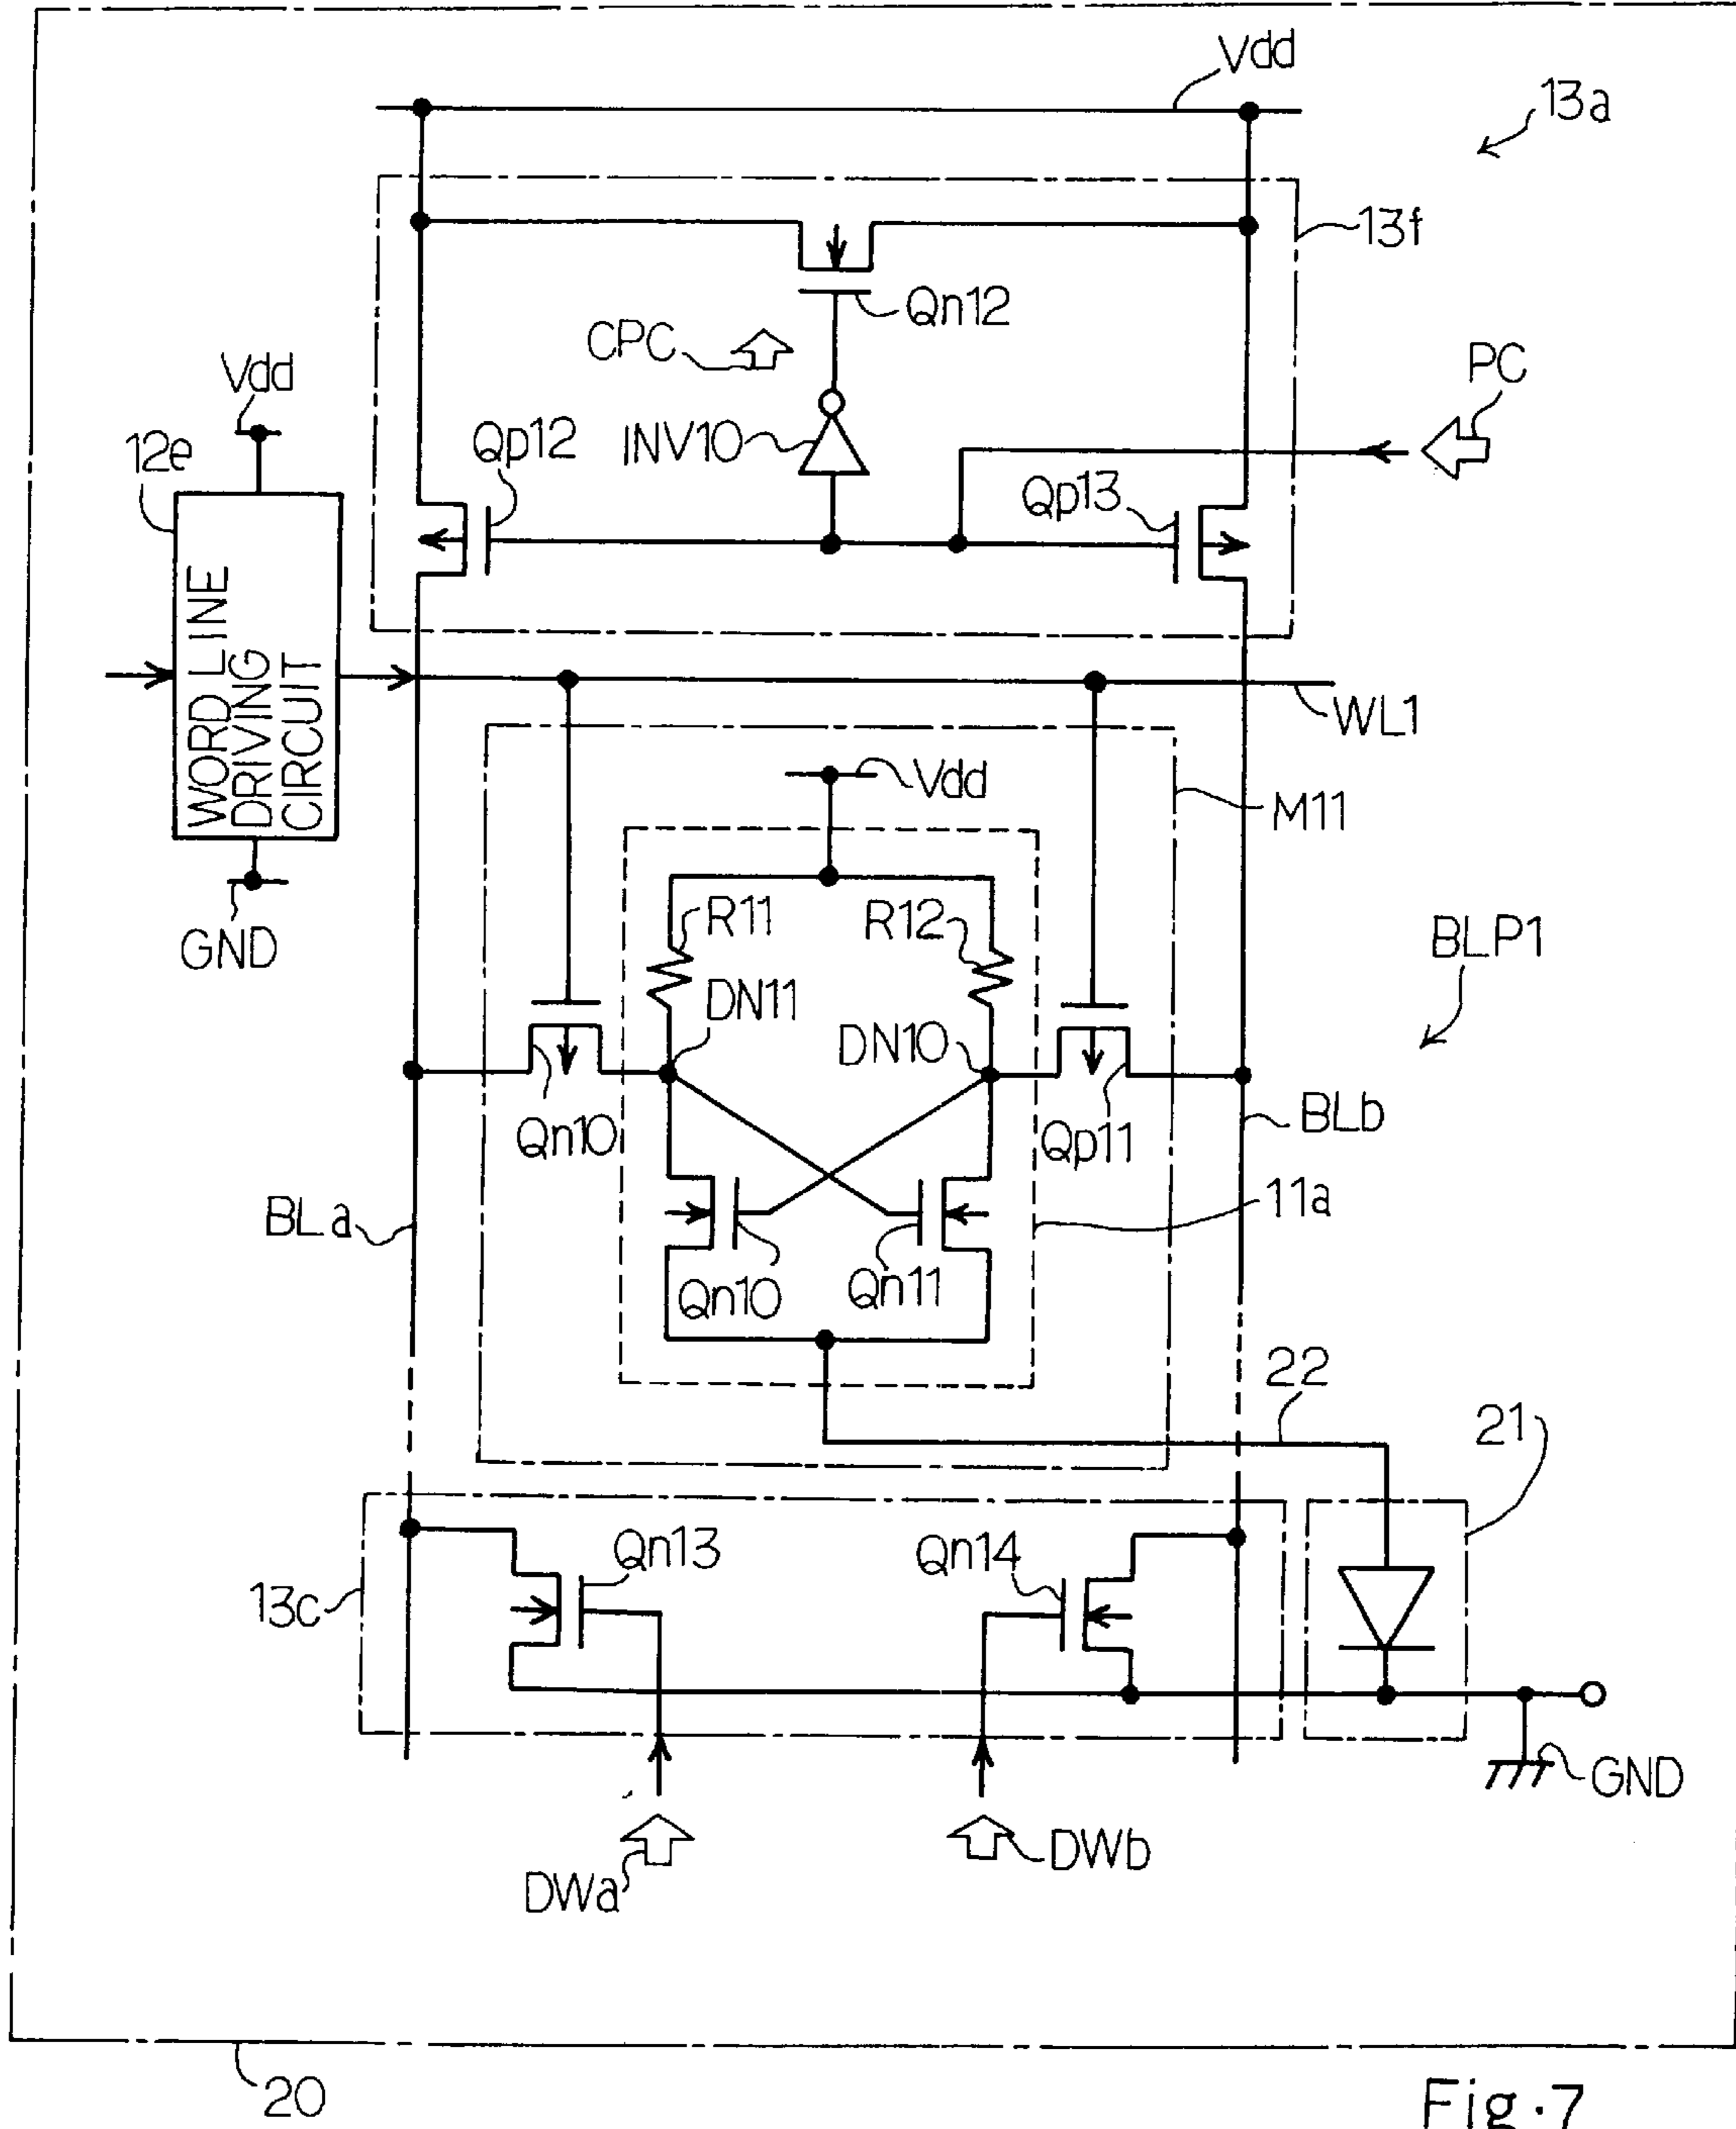 Vdd
13a
13f
Qn12
CPC
PC
Vdd
12e
Qp12
INV10
Qp13
WORD LINE
DRIVING
CIRCUIT
WL1
Vdd
M11
GND
R11
R12
BLP1
DN11
DN10
Qn10
Qp11
BLb
BLa
11a
Qn10
Qn11
22
21
Qn13
Qn14
13c
GND
DWa
DWb
20
Fig.7